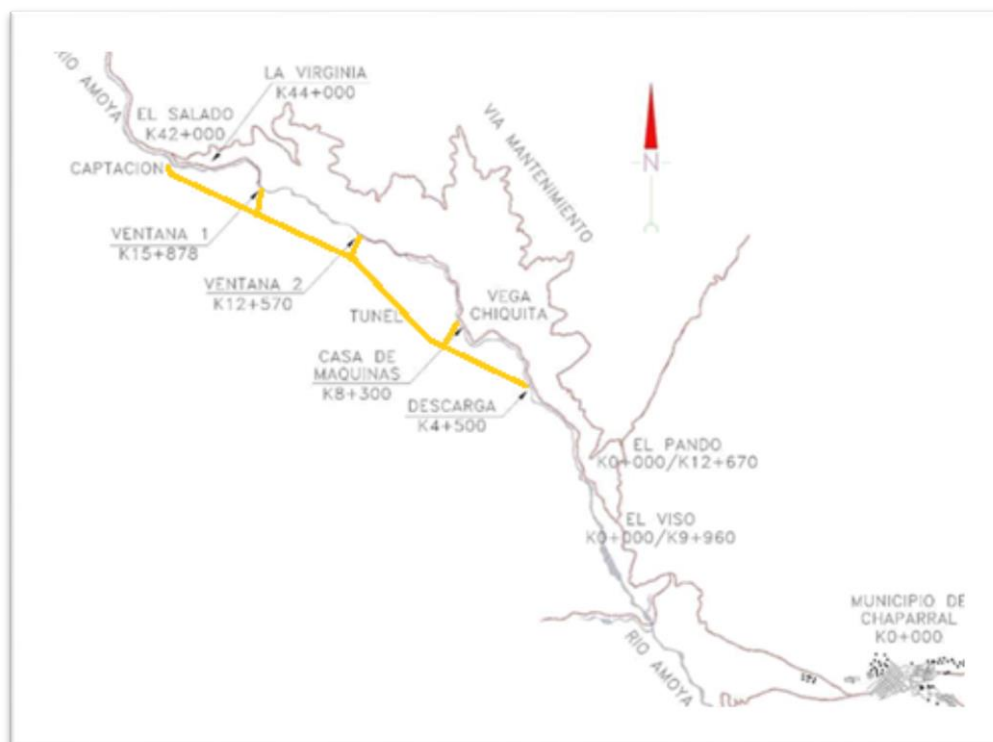 RIO AMOYA
LA VIRGINIA
K44+000
EL SALADO
K42+000
CAPTACION
VIA MANTENIMIENTO
N
VENTANA 1
K15+878
VENTANA 2
K12+570
VEGA
CHIQUITA
TUNEL
CASA DE
MAQUINAS
K8+300
DESCARGA
K4+500
EL PANDO
K0+000/K12+670
EL VISO
K0+000/K9+960
MUNICIPIO DE
CHAPARRAL
K0+000
RIO AMOYA